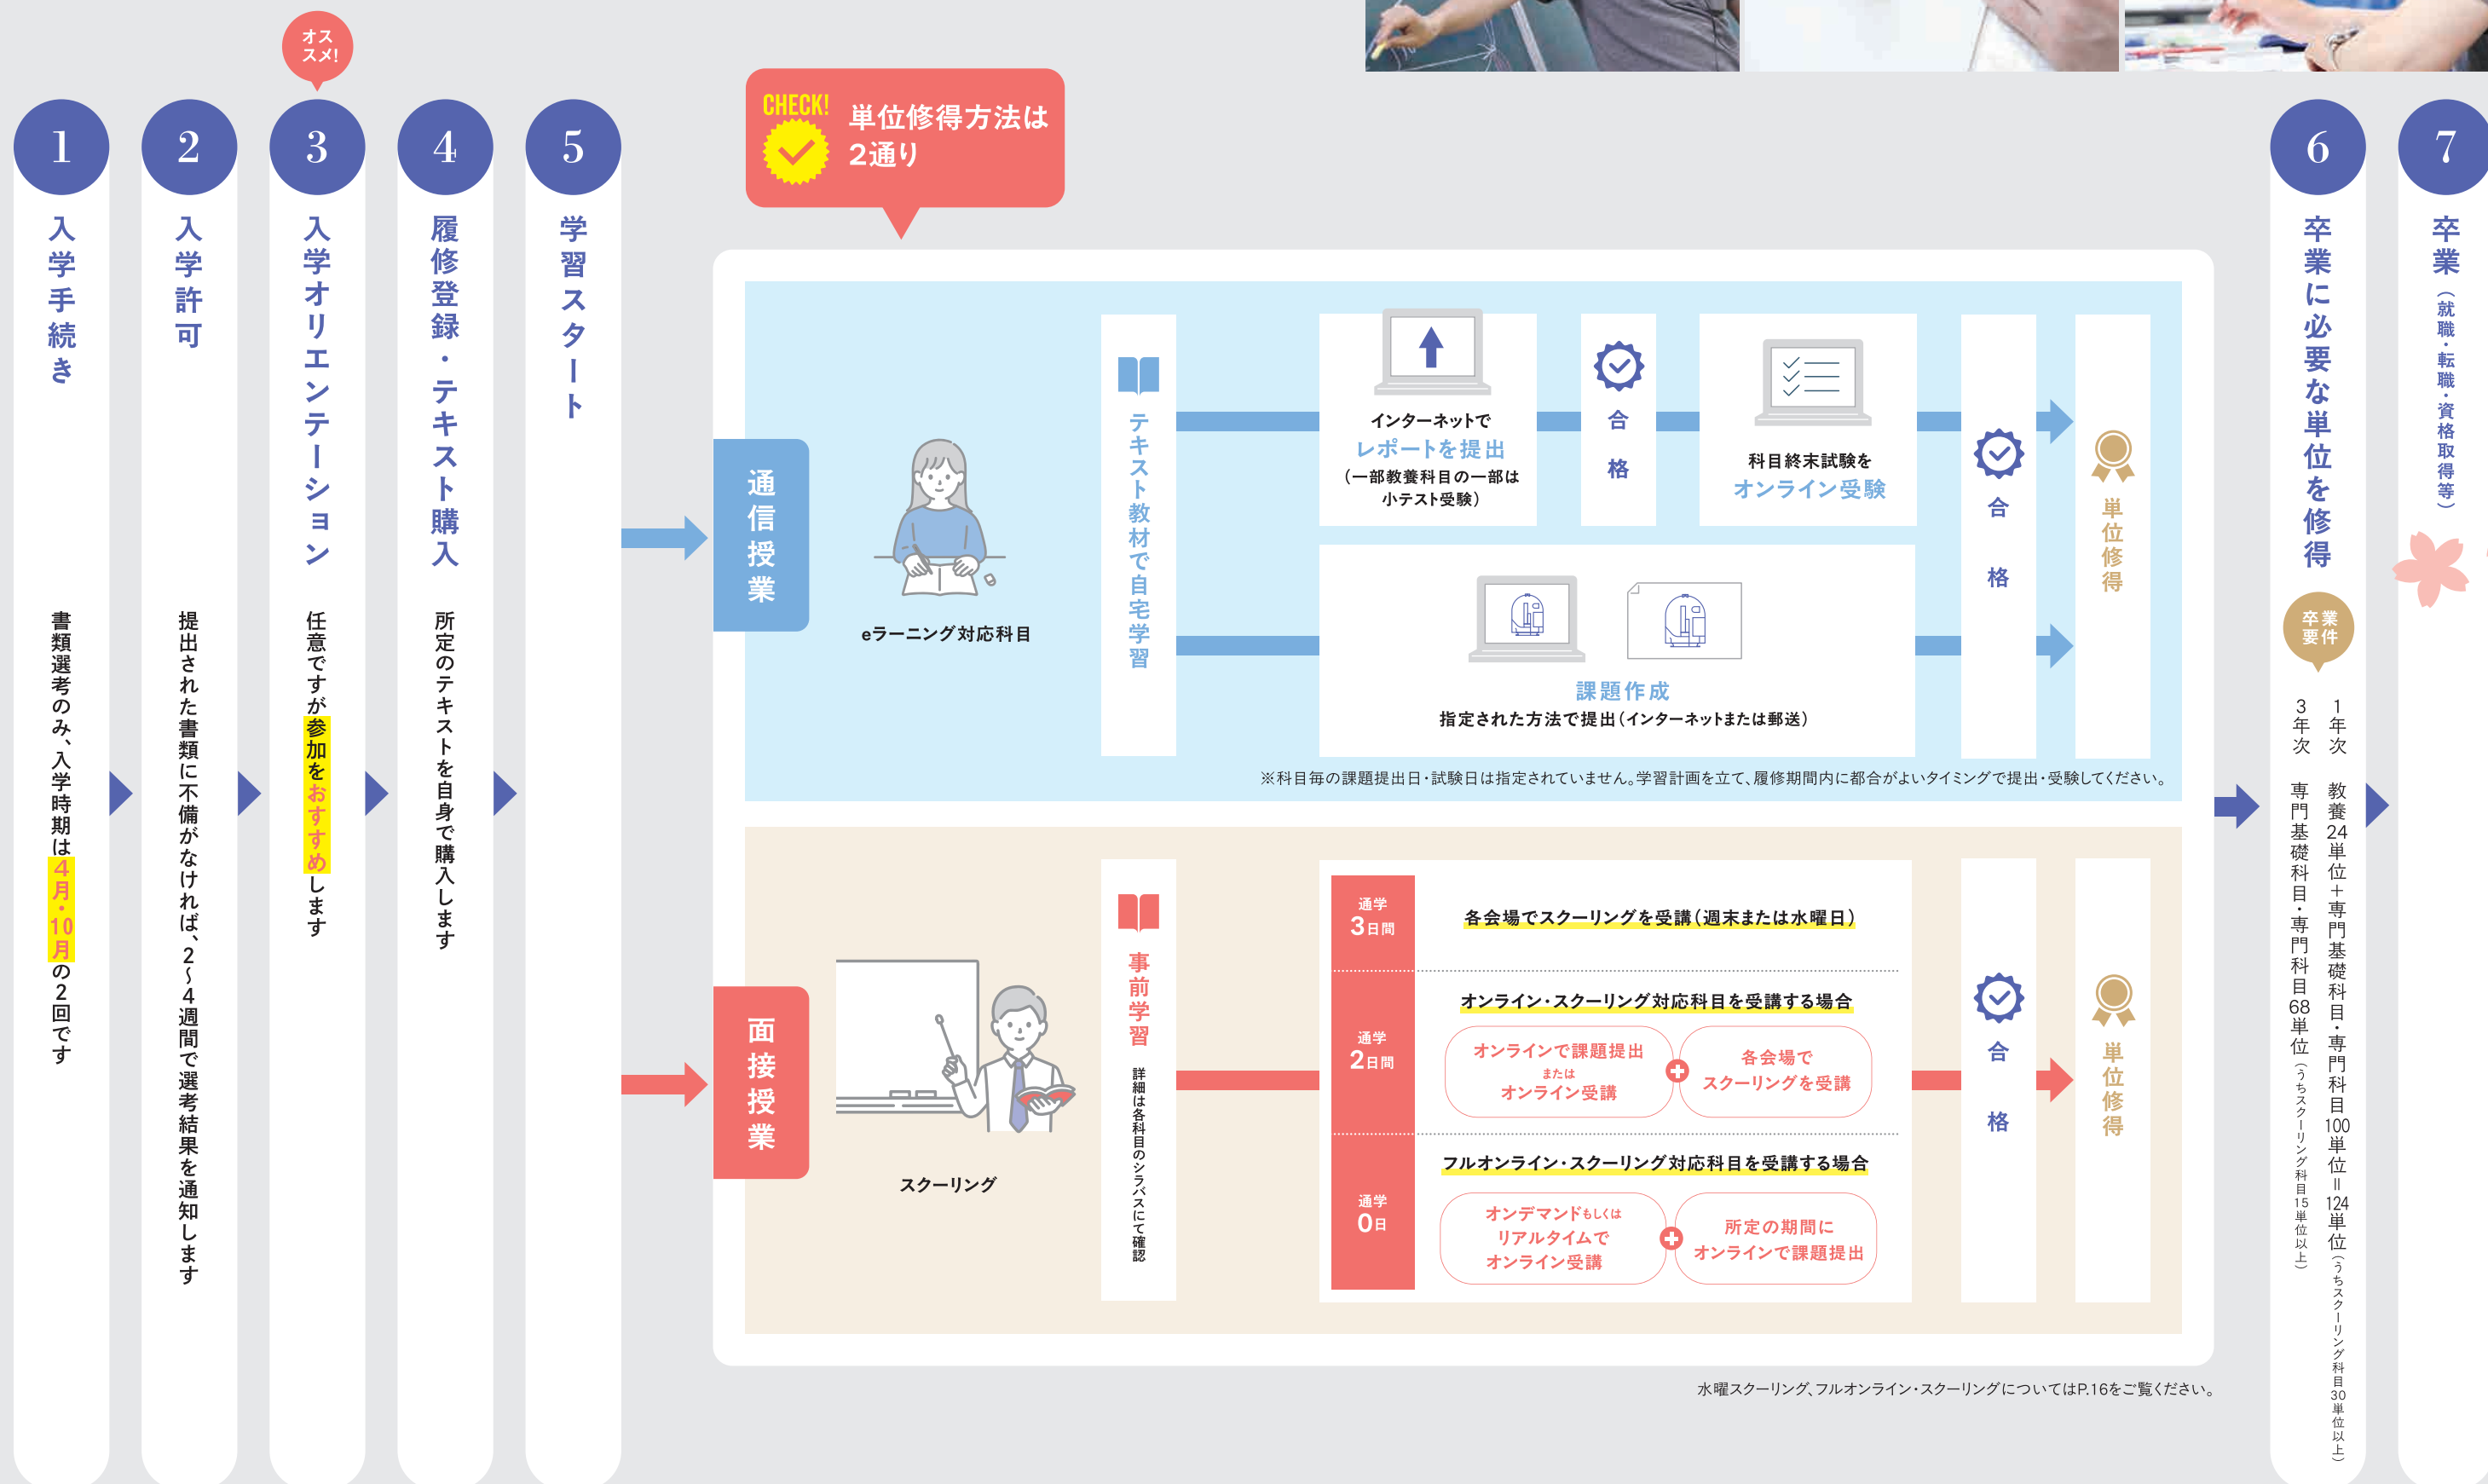 1
入学手続き
書類選考のみ、入学時期は4月・10月の2回です
2
入学許可
提出された書類に不備がなければ、2〜4週間で選考結果を通知します
オス
スメ!
3
入学オリエンテーション
任意ですが参加をおすすめします
4
履修登録・テキスト購入
所定のテキストを自身で購入します
5
学習スタート
CHECK!
単位修得方法は
2通り
通信授業
eラーニング対応科目
テキスト教材で自宅学習
インターネットで
レポートを提出
(一部教養科目の一部は
小テスト受験)
合格
科目終末試験を
オンライン受験
課題作成
指定された方法で提出(インターネットまたは郵送)
合格
単位修得
※科目毎の課題提出日・試験日は指定されていません。学習計画を立て、履修期間内に都合がよいタイミングで提出・受験してください。
面接授業
スクーリング
事前学習 詳細は各科目のシラバスにて確認
通学
3日間
各会場でスクーリングを受講(週末または水曜日)
通学
2日間
オンライン・スクーリング対応科目を受講する場合
オンラインで課題提出
または
オンライン受講
各会場で
スクーリングを受講
通学
0日
フルオンライン・スクーリング対応科目を受講する場合
オンデマンドもしくは
リアルタイムで
オンライン受講
所定の期間に
オンラインで課題提出
合格
単位修得
水曜スクーリング、フルオンライン・スクーリングについてはP.16をご覧ください。
6
卒業に必要な単位を修得
卒業
要件
1年次 教養24単位+専門基礎科目・専門科目100単位=124単位(うちスクーリング科目30単位以上)
3年次 専門基礎科目・専門科目68単位(うちスクーリング科目15単位以上)
7
卒業(就職・転職・資格取得等)